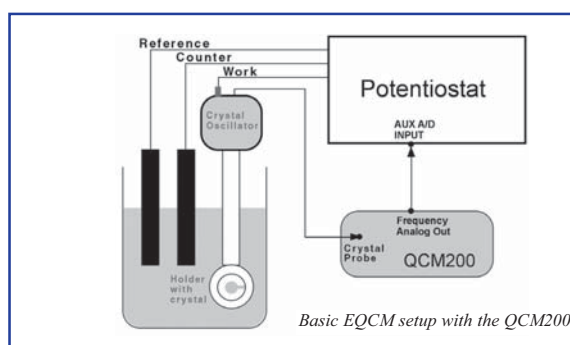 Reference
Counter
Work
Crystal
Oscillator
Potentiostat
AUX A/D
INPUT
Frequency
Analog Out
Crystal
Probe
QCM200
Holder
with
crystal
Basic EQCM setup with the QCM200